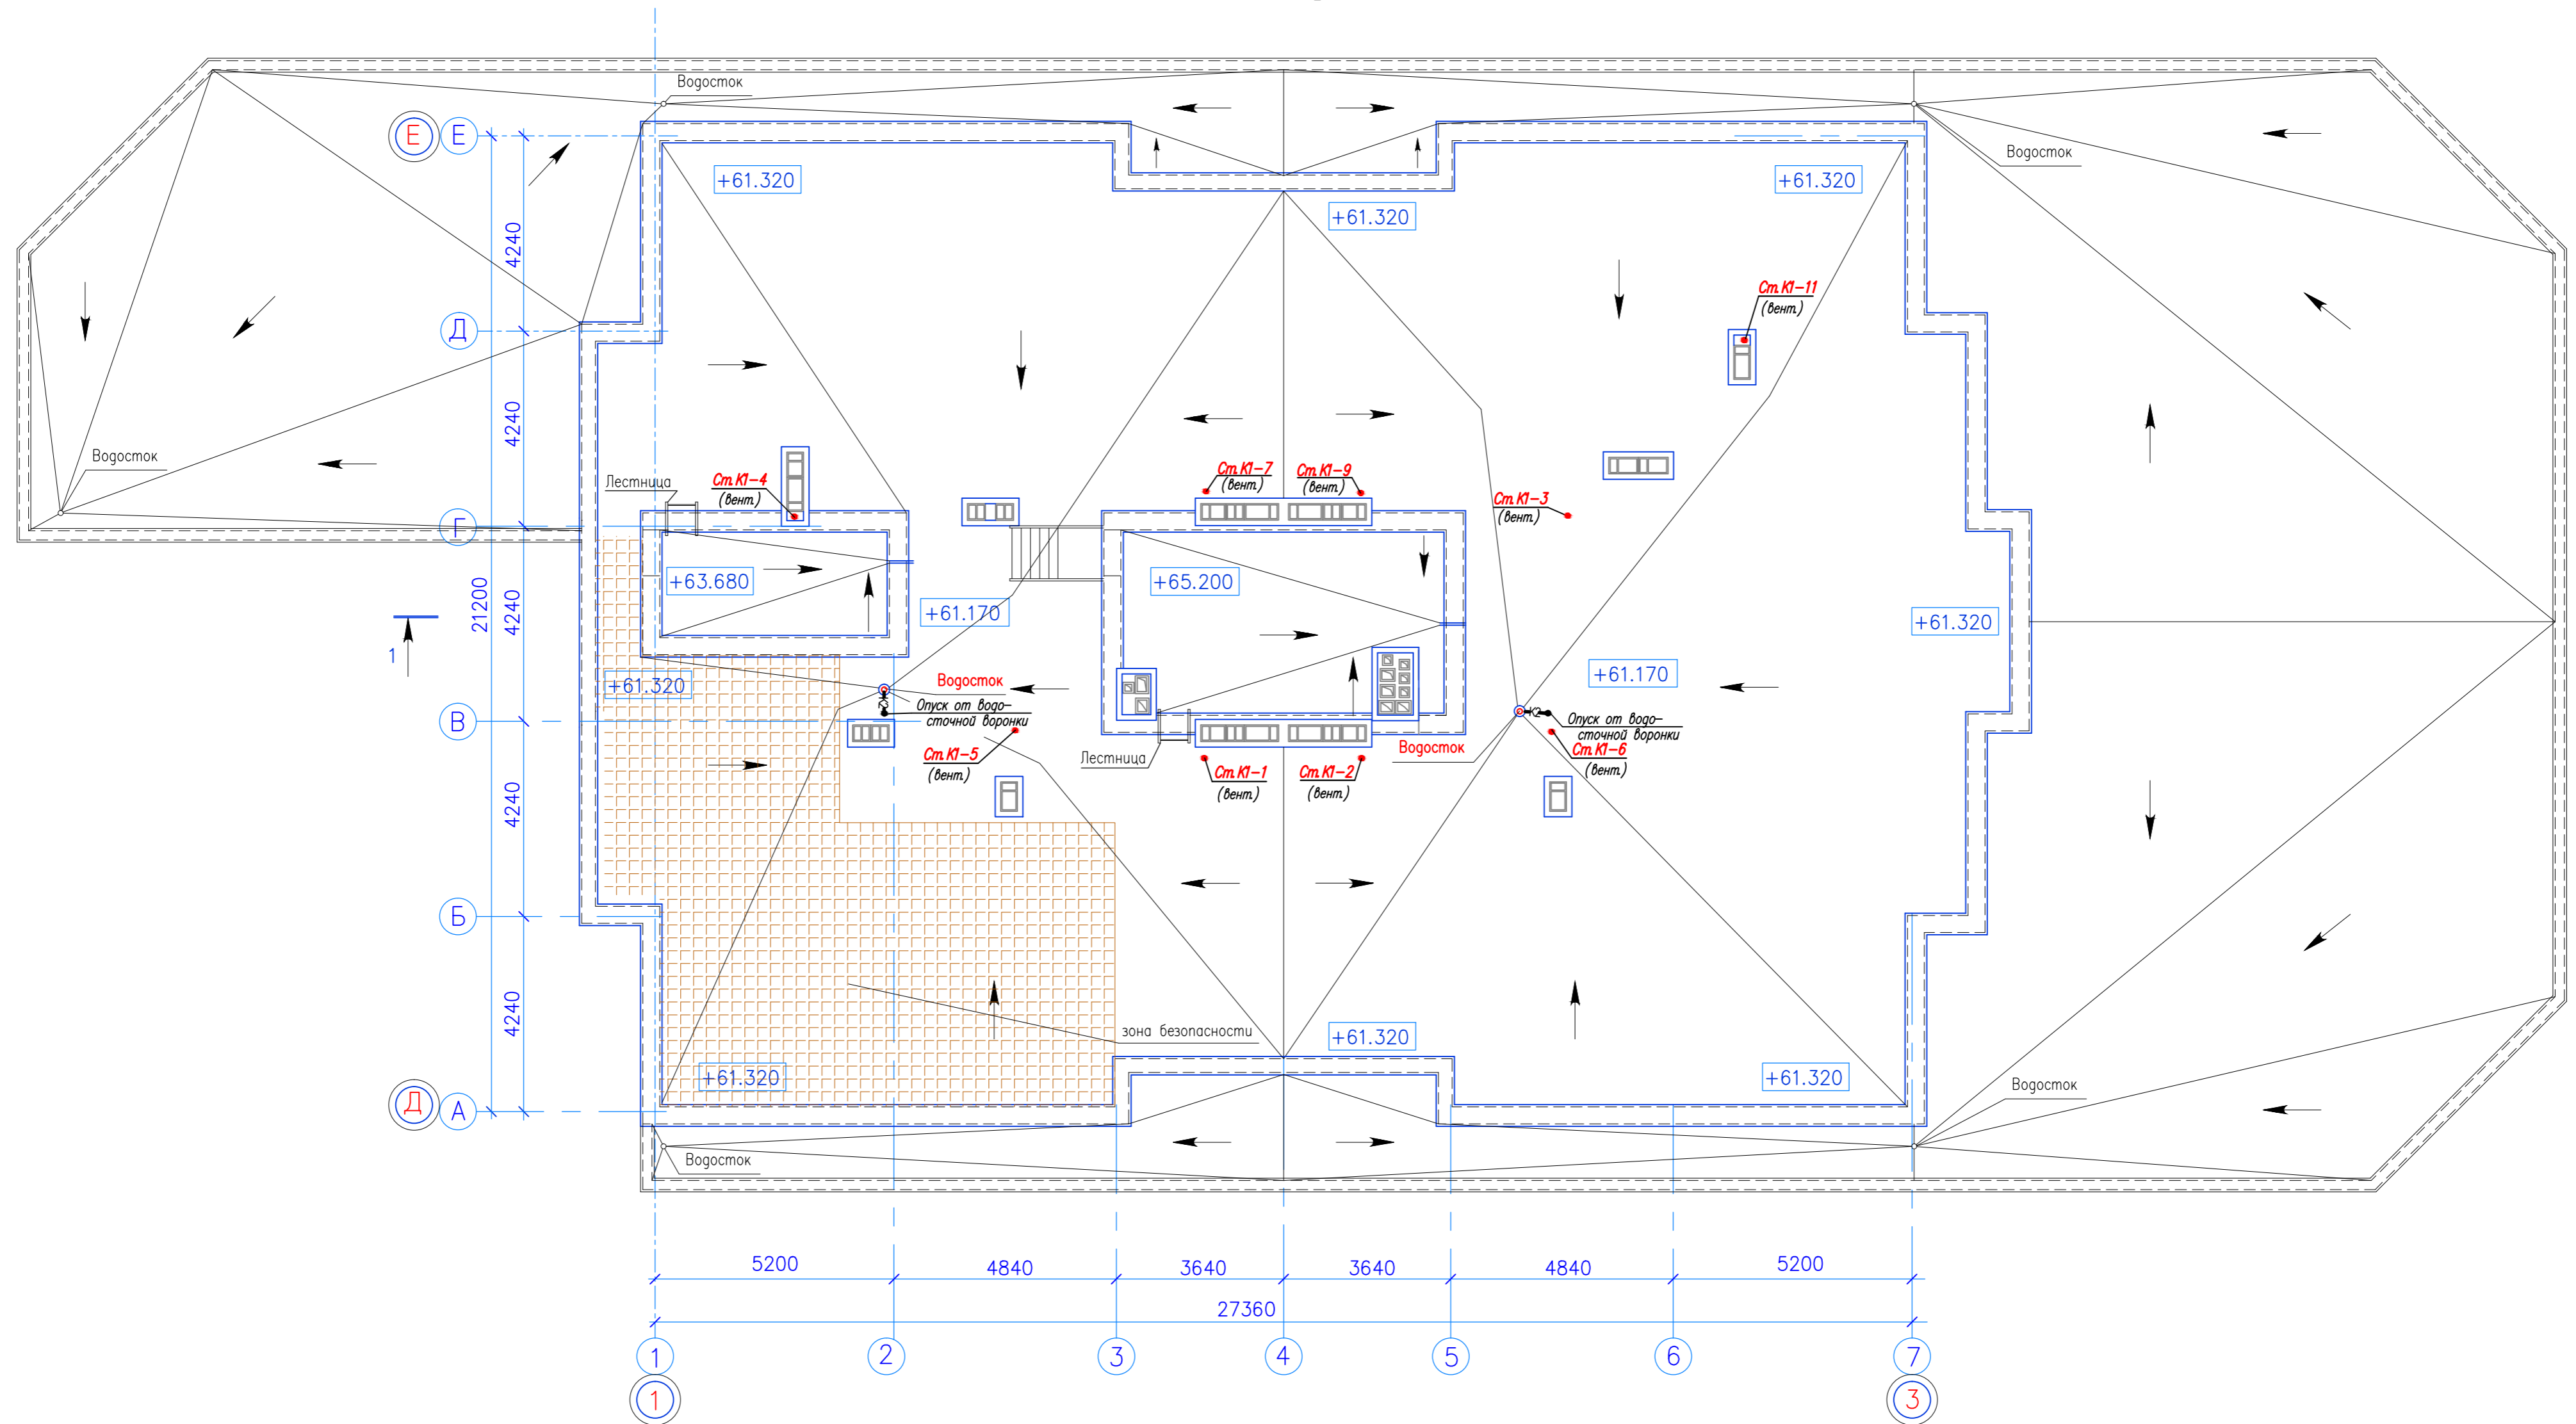 Водосток
Е
Е
Водосток
+61.320
+61.320
+61.320
4240
Ст.К1-11
(вент.)
Д
4240
Водосток
Лестница
Ст.К1-4
(вент.)
Ст.К1-7
(вент.)
Ст.К1-9
(вент.)
Ст.К1-3
(вент.)
Г
+63.680
+65.200
21200
4240
+61.170
+61.320
1
+61.320
Водосток
+61.170
Опуск от водо-
сточной воронки
К2
Опуск от водо-
сточной воронки
В
Ст.К1-5
(вент.)
Лестница
Ст.К1-1
(вент.)
Ст.К1-2
(вент.)
Водосток
Ст.К1-6
(вент.)
4240
Б
4240
зона безопасности
+61.320
+61.320
+61.320
Д
А
Водосток
Водосток
5200
4840
3640
3640
4840
5200
27360
1
2
3
4
5
6
7
1
3